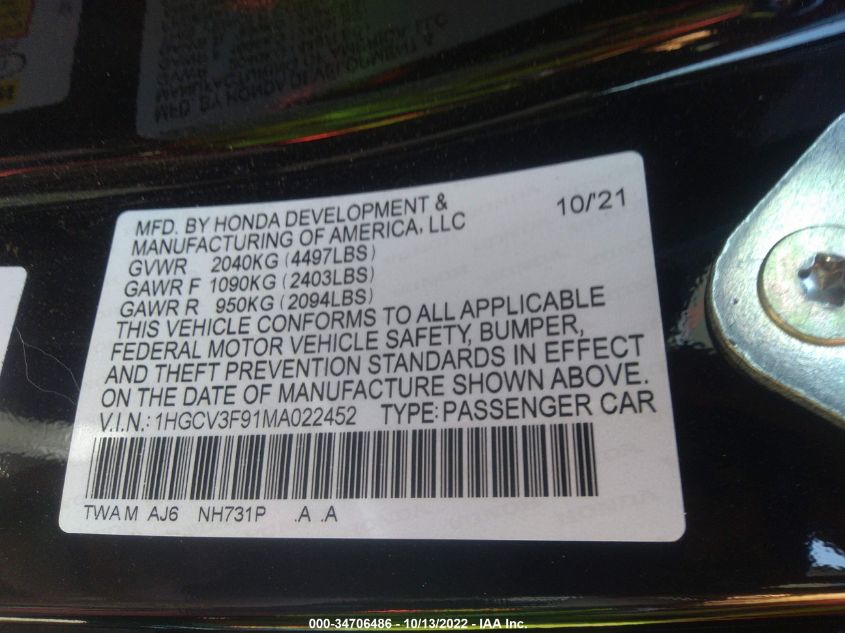 MFD. BY HONDA DEVELOPMENT & 10/'21
MANUFACTURING OF AMERICA, LLC
GVWR 2040KG (4497LBS)
GAWR F 1090KG (2403LBS)
GAWR R 950KG (2094LBS)
THIS VEHICLE CONFORMS TO ALL APPLICABLE
FEDERAL MOTOR VEHICLE SAFETY, BUMPER,
AND THEFT PREVENTION STANDARDS IN EFFECT
ON THE DATE OF MANUFACTURE SHOWN ABOVE.
V.I.N.: 1HGCV3F91MA022452 TYPE: PASSENGER CAR
TWAM AJ6 NH731P .A .A
000-34706486 - 10/13/2022 - IAA Inc.